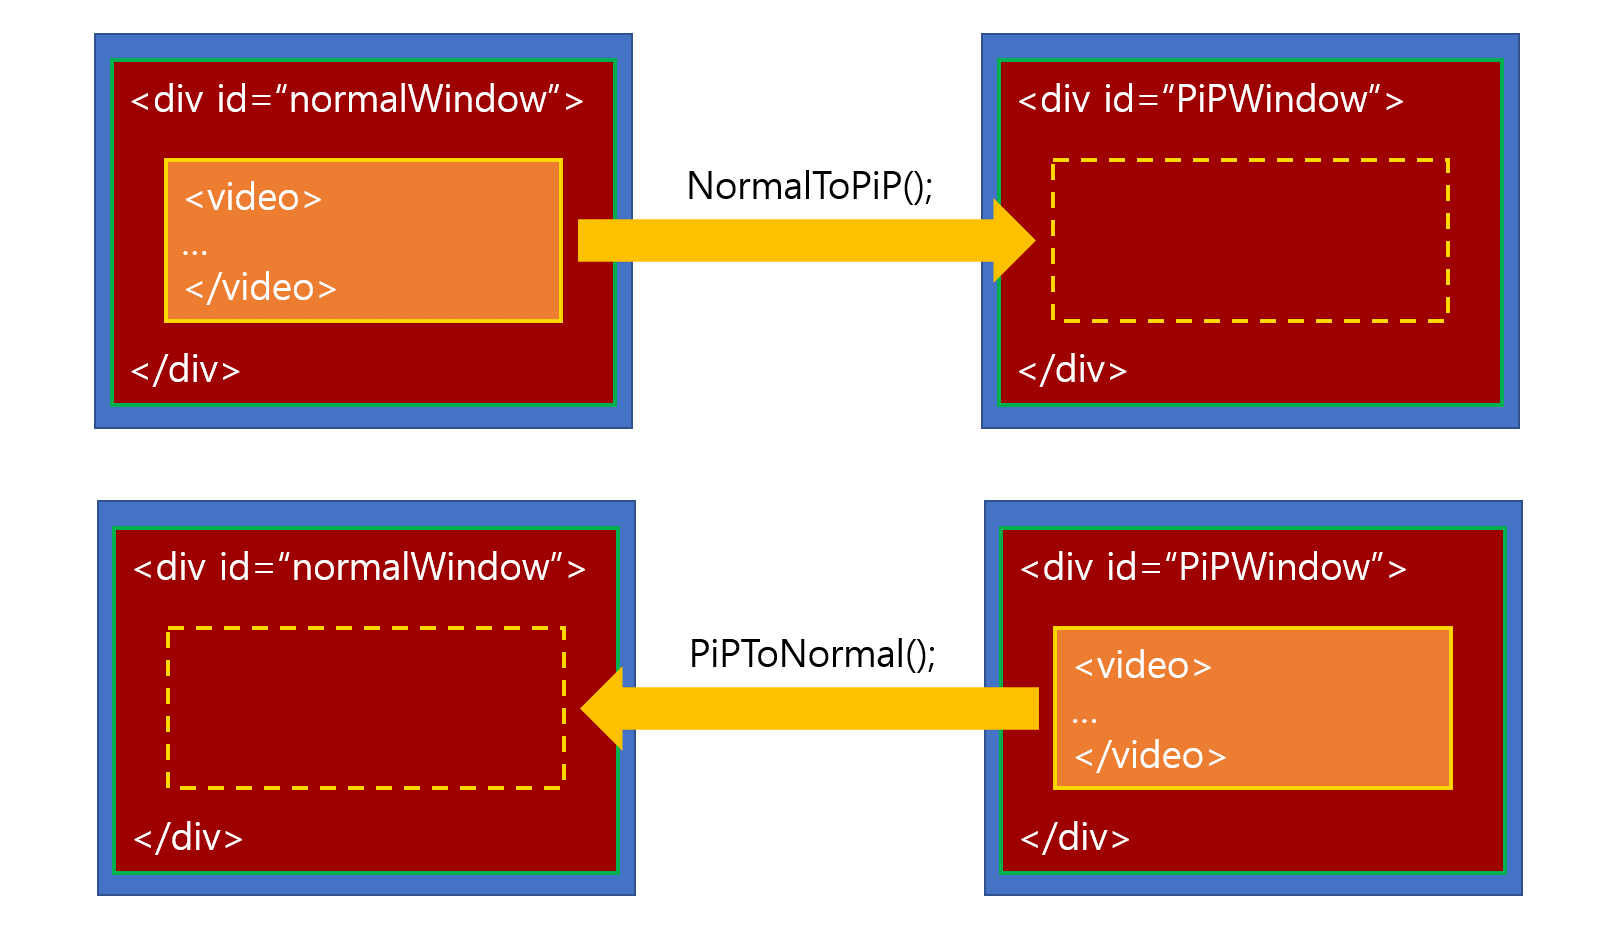 <div id=“normalWindow”>
<video>
...
</video>
</div>
NormalToPiP();
<div id=“PiPWindow”>
</div>
<div id=“normalWindow”>
</div>
PiPToNormal();
<div id=“PiPWindow”>
<video>
...
</video>
</div>